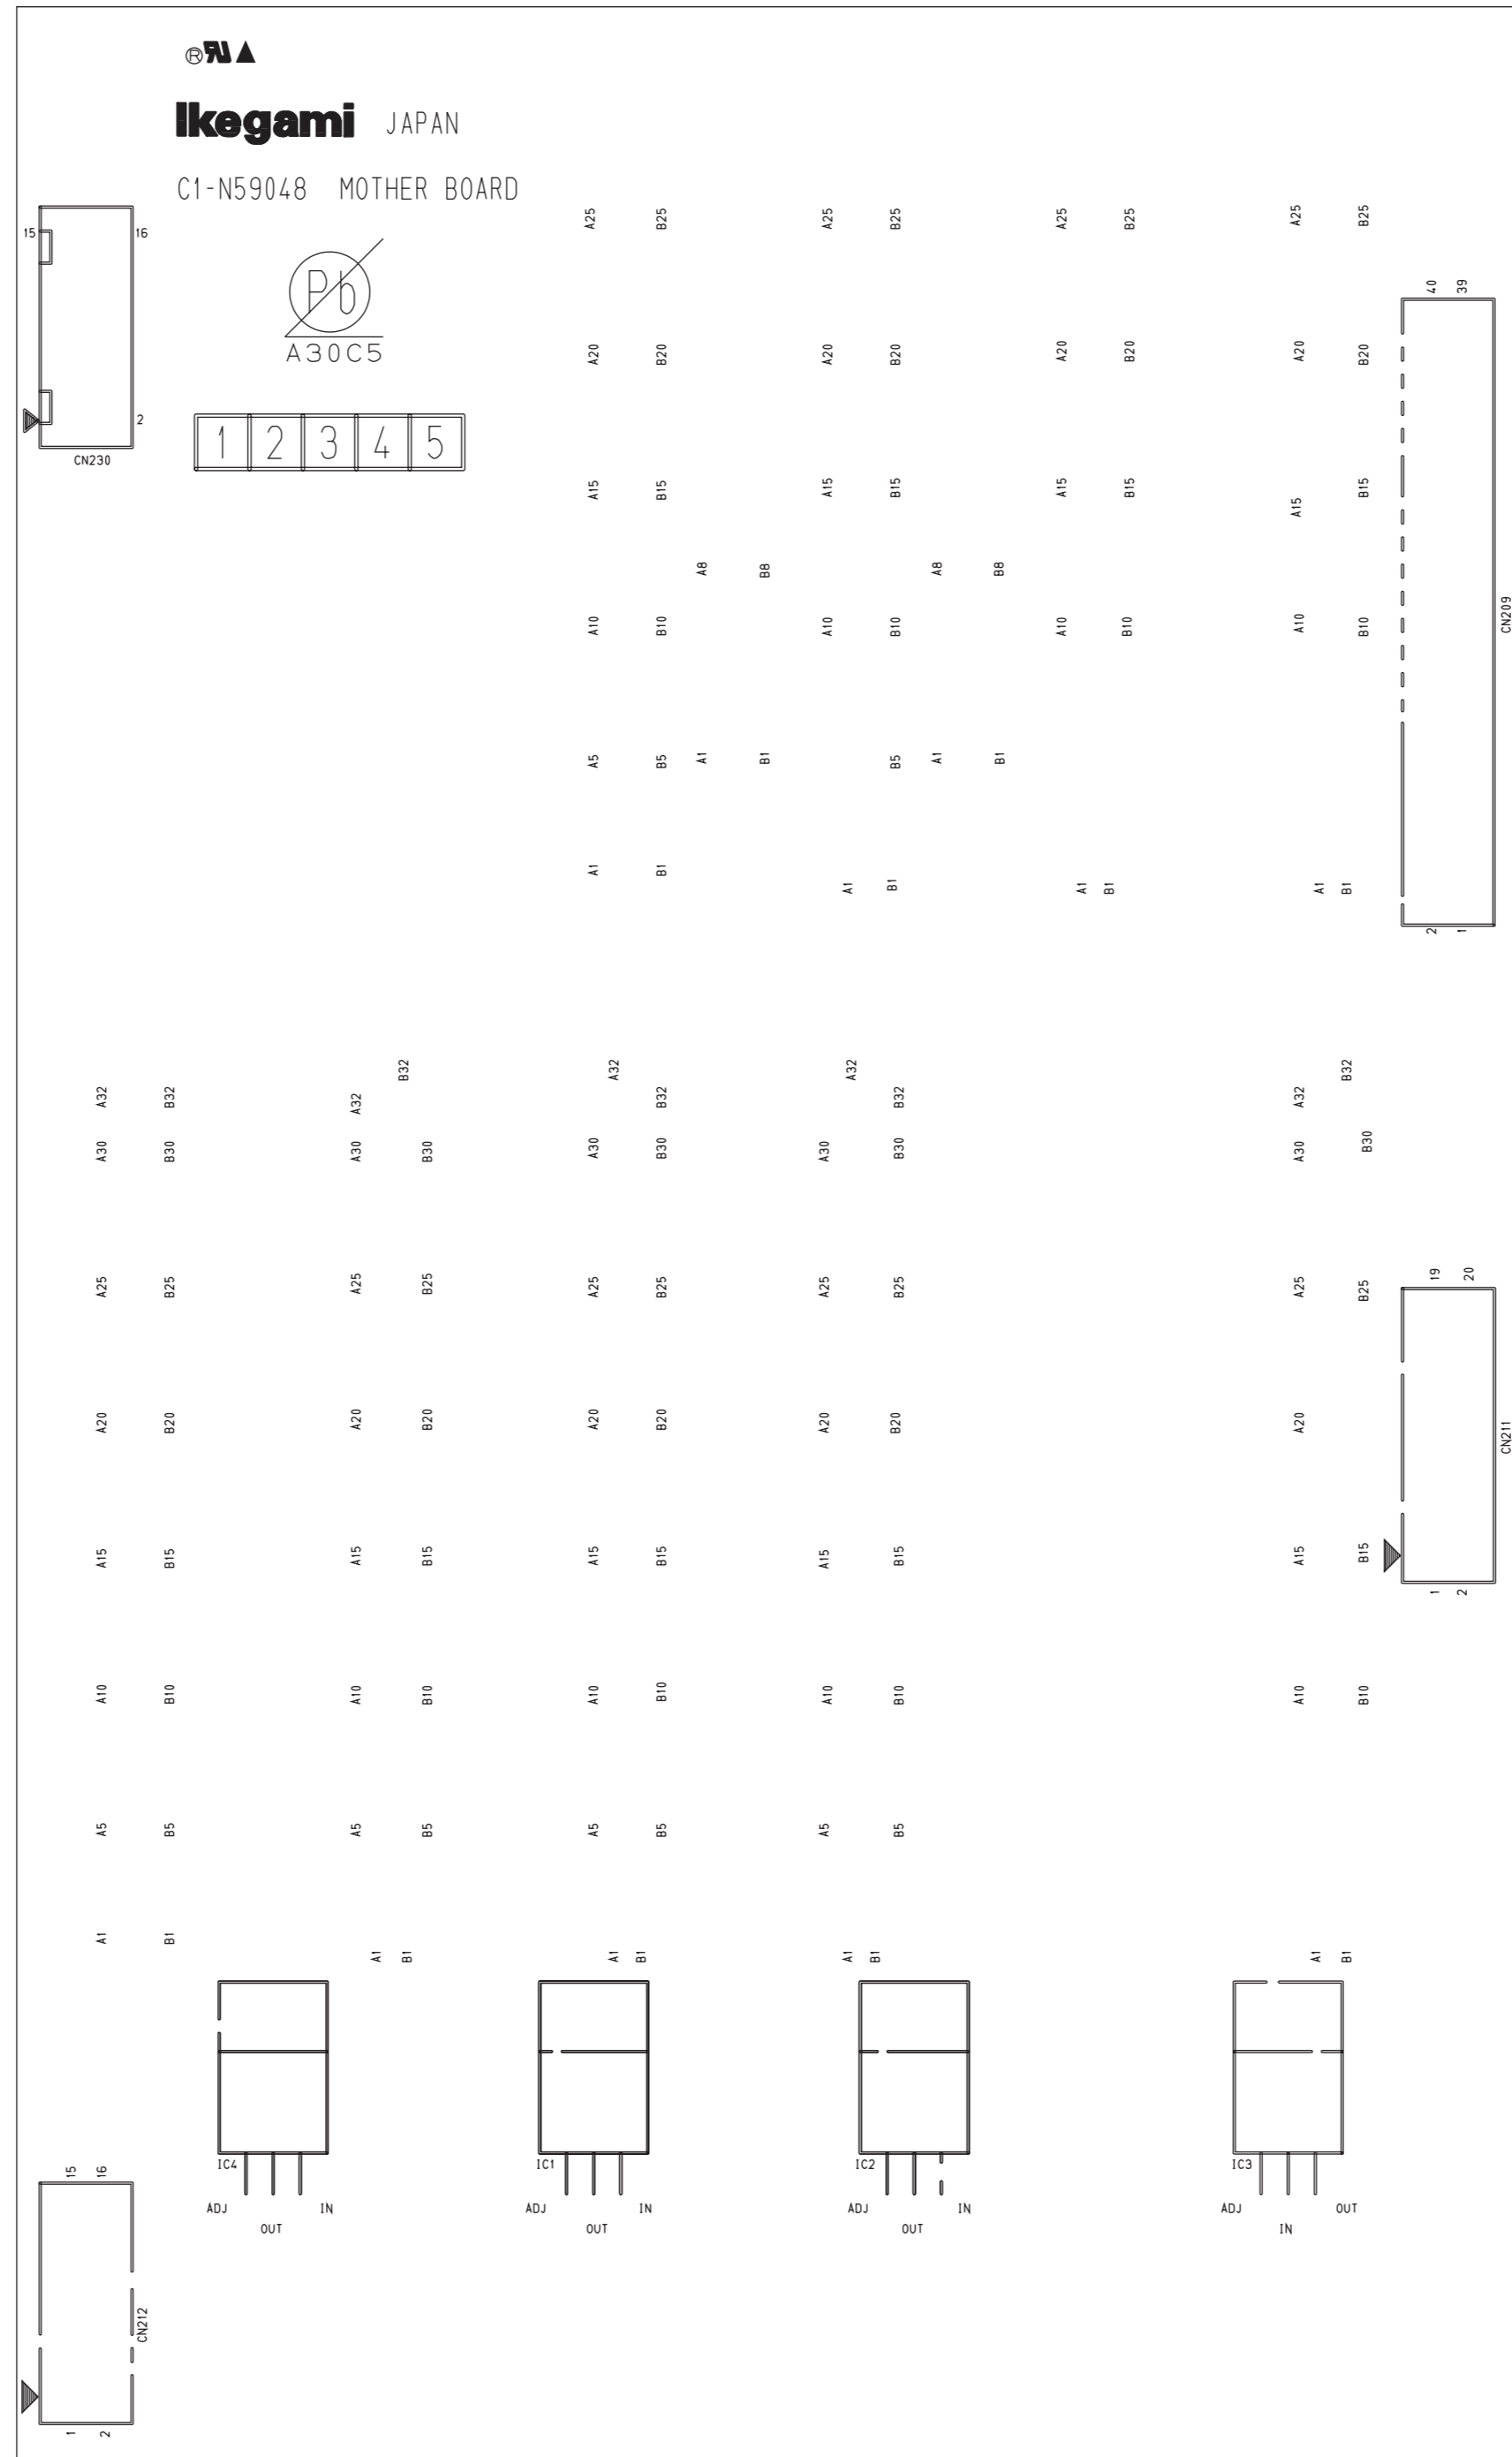 ®
Ikegami JAPAN
C1-N59048 MOTHER BOARD
A25 B25 A25 B25 A25 B25 A25 B25
15 16
Pb
40 39
A30C5
A20 B20 A20 B20 A20 B20 A20 B20
2
1 2 3 4 5
CN230
A15 B15 A15 B15 A15 B15 A15 B15
A8 B8 A8 B8
CN209
A10 B10 A10 B10 A10 B10 A10 B10
A5 B5 A1 B1 B5 A1 B1
A1 B1 A1 B1 A1 B1 A1 B1
2 1
B32 A32 A32 B32
A32 B32 A32 B32 B32 A32
A30 B30 A30 B30 A30 B30 A30 B30 A30 B30
19 20
A25 B25 A25 B25 A25 B25 A25 B25 A25 B25
A20 B20 A20 B20 A20 B20 A20 B20 A20
CN211
A15 B15 A15 B15 A15 B15 A15 B15 A15 B15
1 2
A10 B10 A10 B10 A10 B10 A10 B10 A10 B10
A5 B5 A5 B5 A5 B5 A5 B5
A1 B1
A1 B1 A1 B1 A1 B1 A1 B1
15 16
IC4 IC1 IC2 IC3
ADJ IN ADJ IN ADJ IN ADJ OUT
OUT OUT OUT IN
CN212
1 2